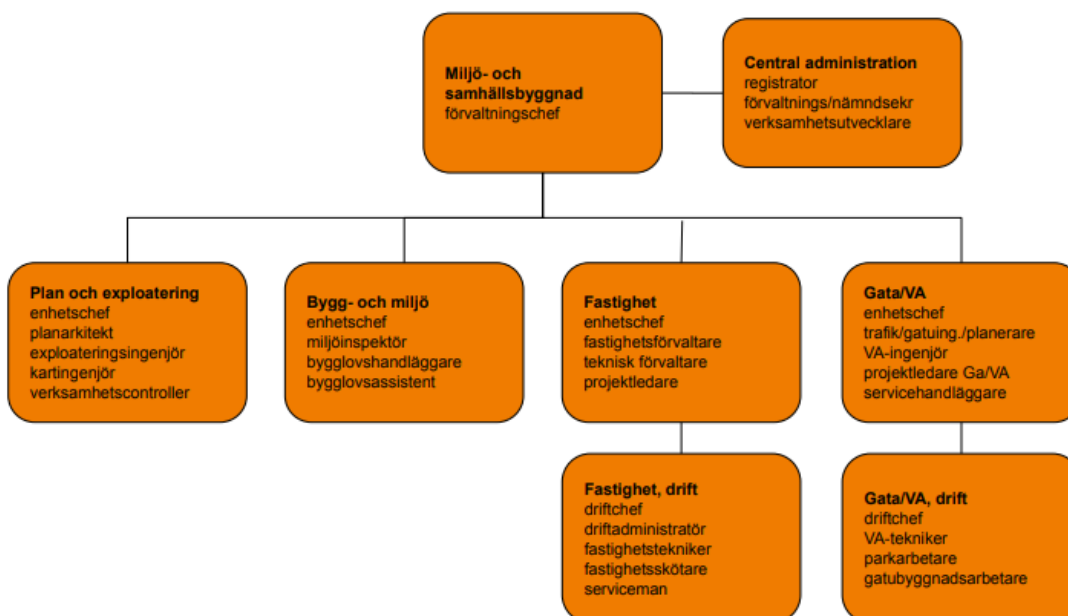 Miljö- och
samhällsbyggnad
förvaltningschef
Central administration
registrator
förvaltnings/nämndsekr
verksamhetsutvecklare
Plan och exploatering
enhetschef
planarkitekt
exploateringsingenjör
kartingenjör
verksamhetscontroller
Bygg- och miljö
enhetschef
miljöinspektör
bygglovshandläggare
bygglovsassistent
Fastighet
enhetschef
fastighetsförvaltare
teknisk förvaltare
projektledare
Gata/VA
enhetschef
trafik/gatuing./planerare
VA-ingenjör
projektledare Ga/VA
servicehandläggare
Fastighet, drift
driftchef
driftadministratör
fastighetstekniker
fastighetsskötare
serviceman
Gata/VA, drift
driftchef
VA-tekniker
parkarbetare
gatubyggnadsarbetare